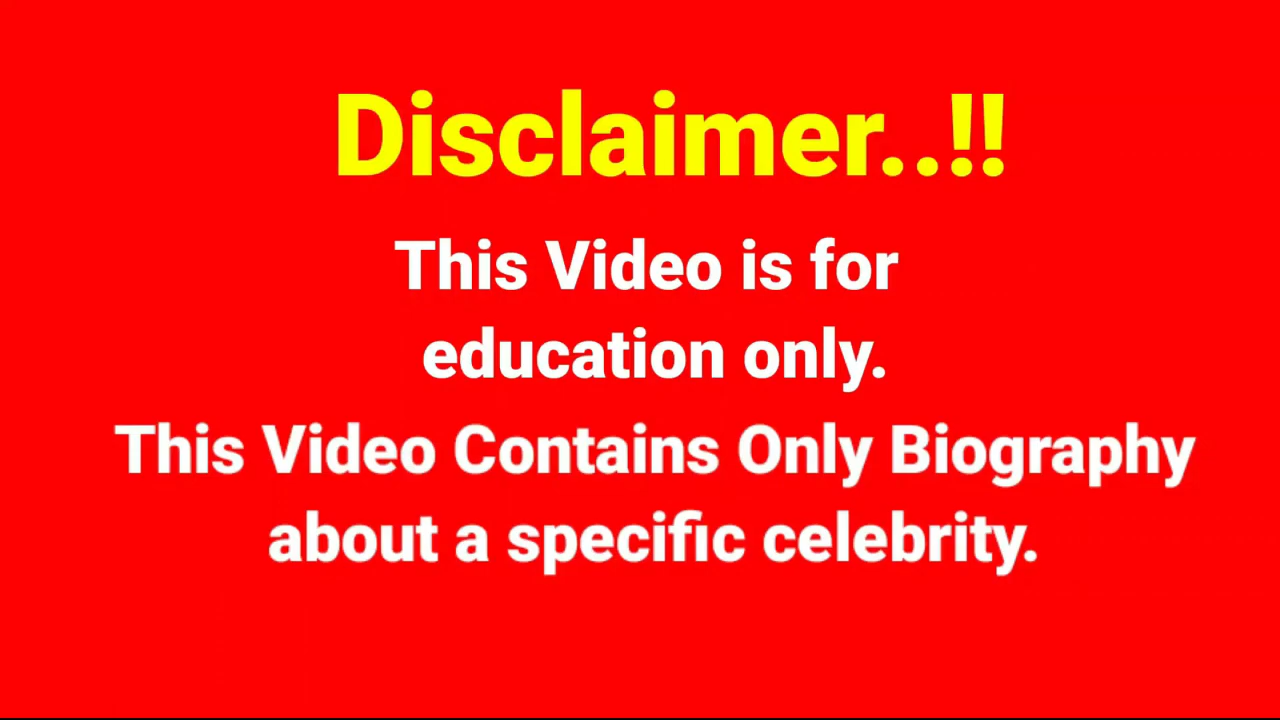 Disclaimer..!!
This Video is for
education only.
This Video Contains Only Biography
about a specific celebrity.